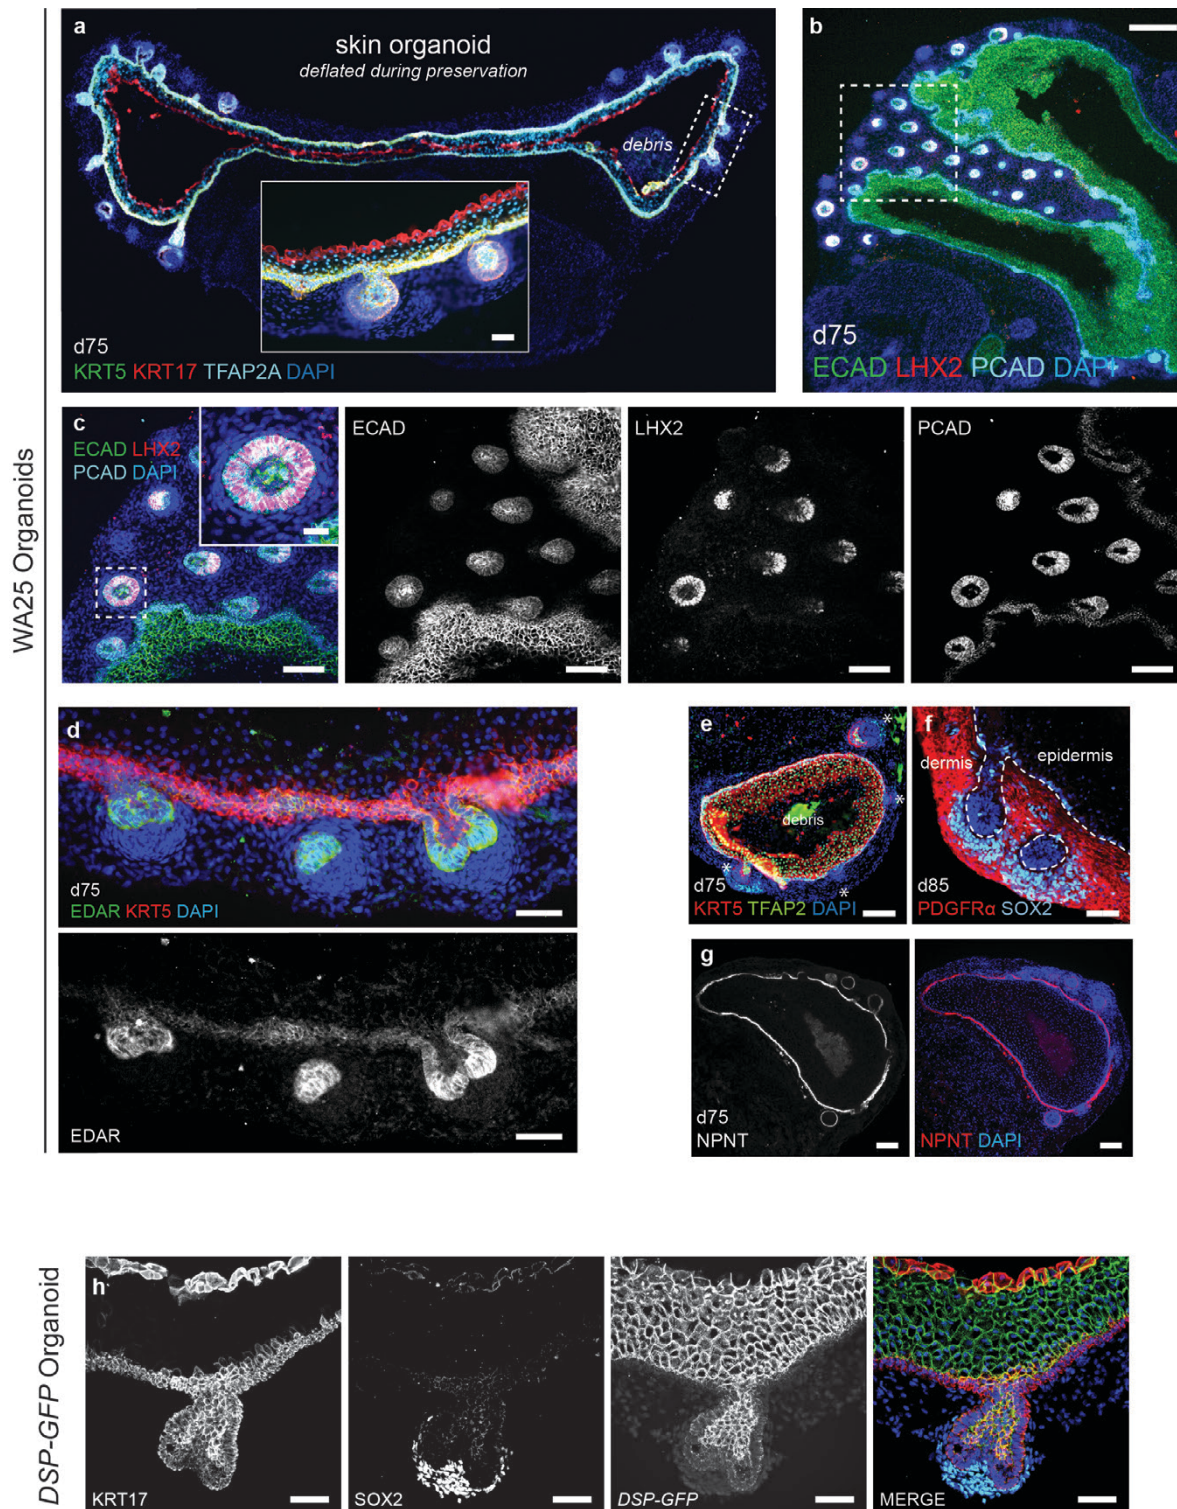 WA25 Organoids
a
skin organoid
deflated during preservation
debris
d75
KRT5 KRT17 TFAP2A DAPI
b
d75
ECAD LHX2 PCAD DAPI
c
ECAD LHX2
PCAD DAPI
ECAD
LHX2
PCAD
d
d75
EDAR KRT5 DAPI
EDAR
e
*
*
*
*
debris
d75
KRT5 TFAP2 DAPI
f
dermis
epidermis
d85
PDGFRα SOX2
g
d75
NPNT
NPNT DAPI
DSP-GFP Organoid
h
KRT17
SOX2
DSP-GFP
MERGE